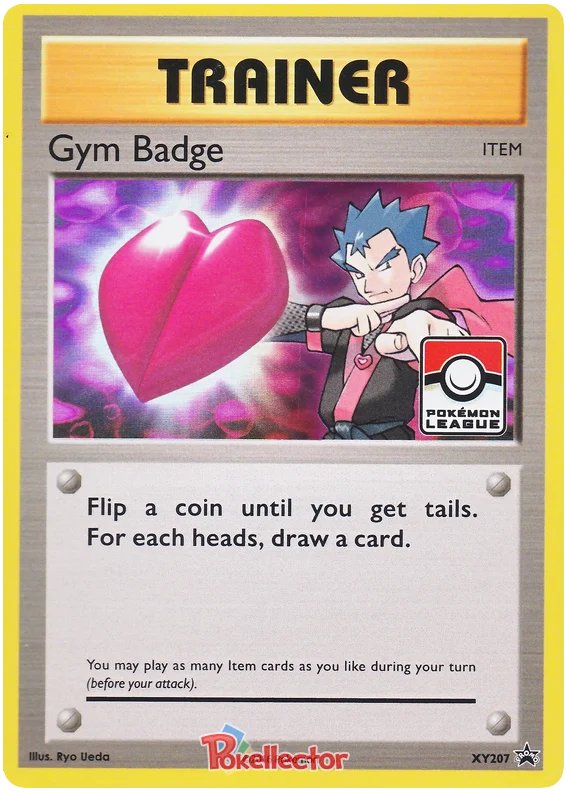 TRAINER
Gym Badge
ITEM
POKÉMON
LEAGUE
Flip a coin until you get tails.
For each heads, draw a card.
You may play as many Item cards as you like during your turn
(before your attack).
Illus. Ryo Ueda
Pokellector
XY207